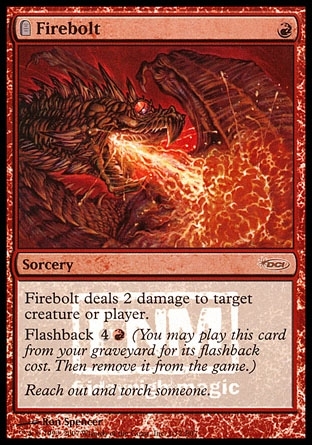 Firebolt
DCI
Sorcery
Firebolt deals 2 damage to target
creature or player.
Flashback 4 (You may play this card
from your graveyard for its flashback
cost. Then remove it from the game.)
Reach out and torch someone.
magic
Ron Spencer